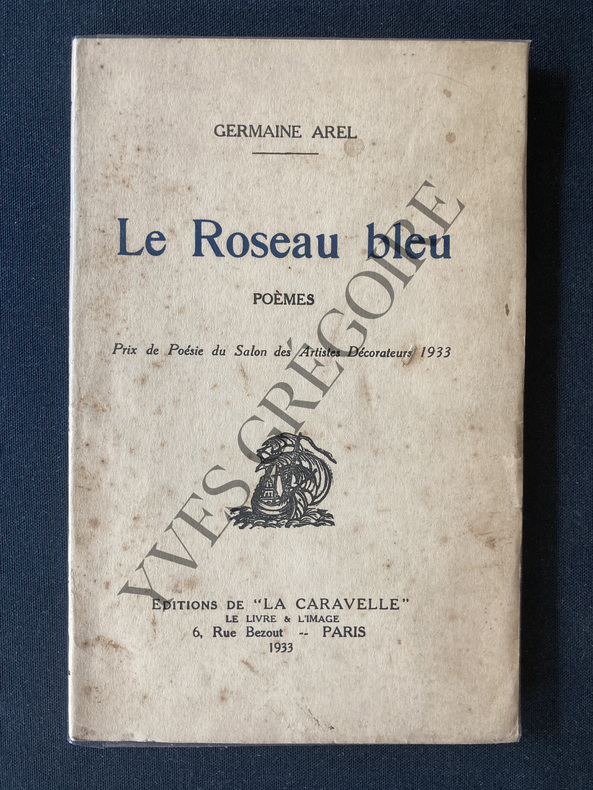 GERMAINE AREL
Le Roseau bleu
POÈMES
Prix de Poésie du Salon des Artistes Décorateurs 1933
YVES GRÉGOIRE
EDITIONS DE "LA CARAVELLE"
LE LIVRE & L'IMAGE
6, Rue Bezout -- PARIS
1933